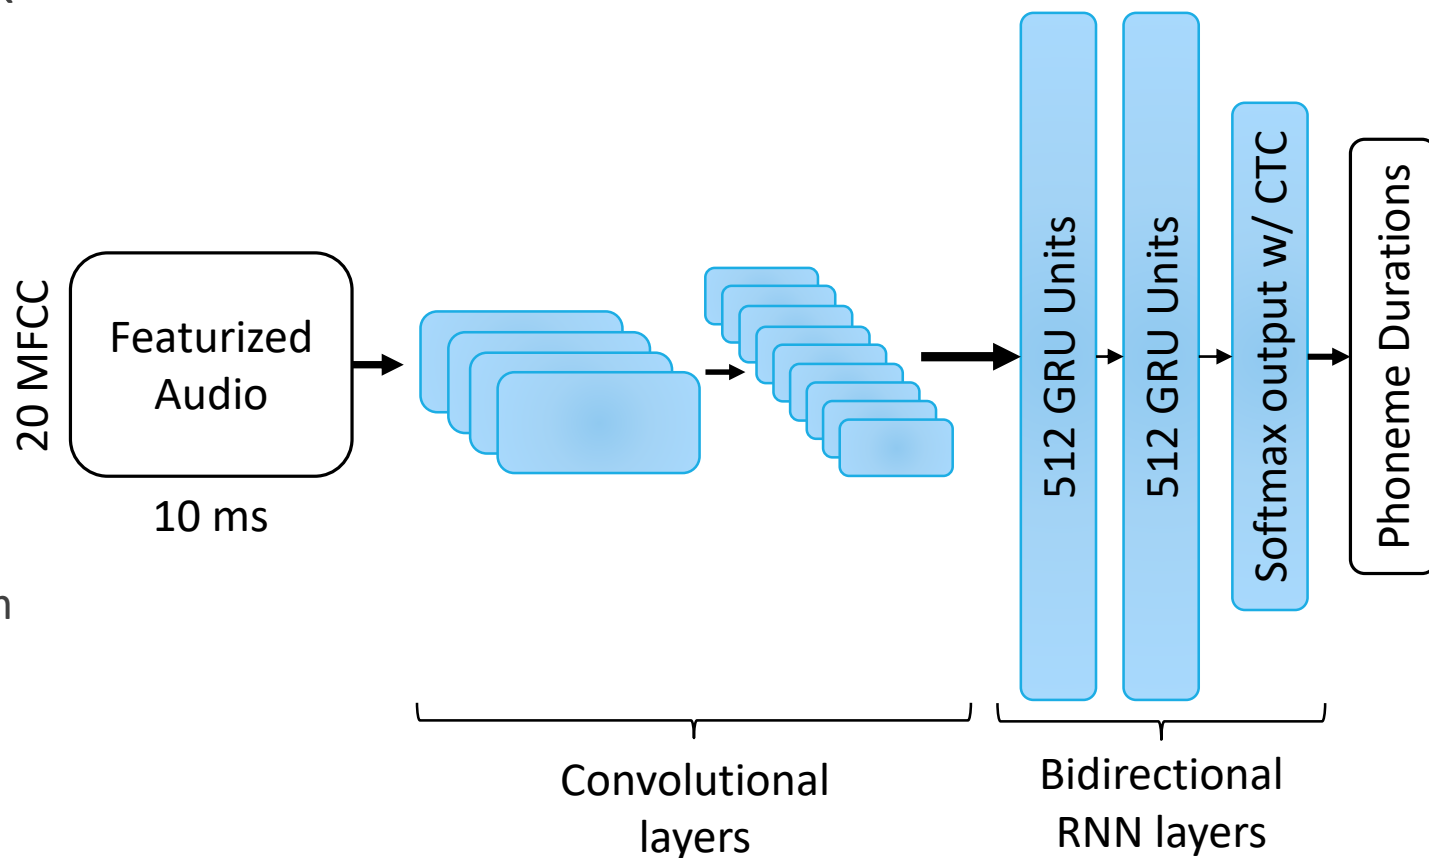 20 MFCC
Featurized
Audio
10 ms
512 GRU Units
512 GRU Units
Softmax output w/ CTC
Phoneme Durations
Convolutional
layers
Bidirectional
RNN layers